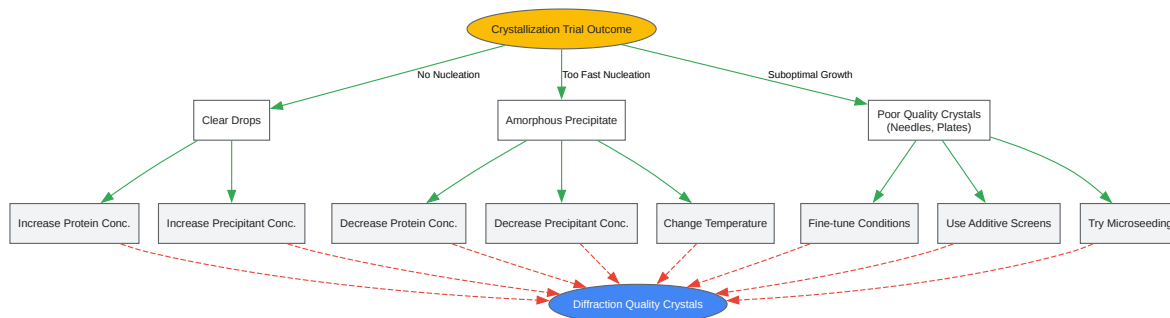 Crystallization Trial Outcome
No Nucleation
Too Fast Nucleation
Suboptimal Growth
Clear Drops
Amorphous Precipitate
Poor Quality Crystals
(Needles, Plates)
Increase Protein Conc.
Increase Precipitant Conc.
Decrease Protein Conc.
Decrease Precipitant Conc.
Change Temperature
Fine-tune Conditions
Use Additive Screens
Try Microseeding
Diffraction Quality Crystals